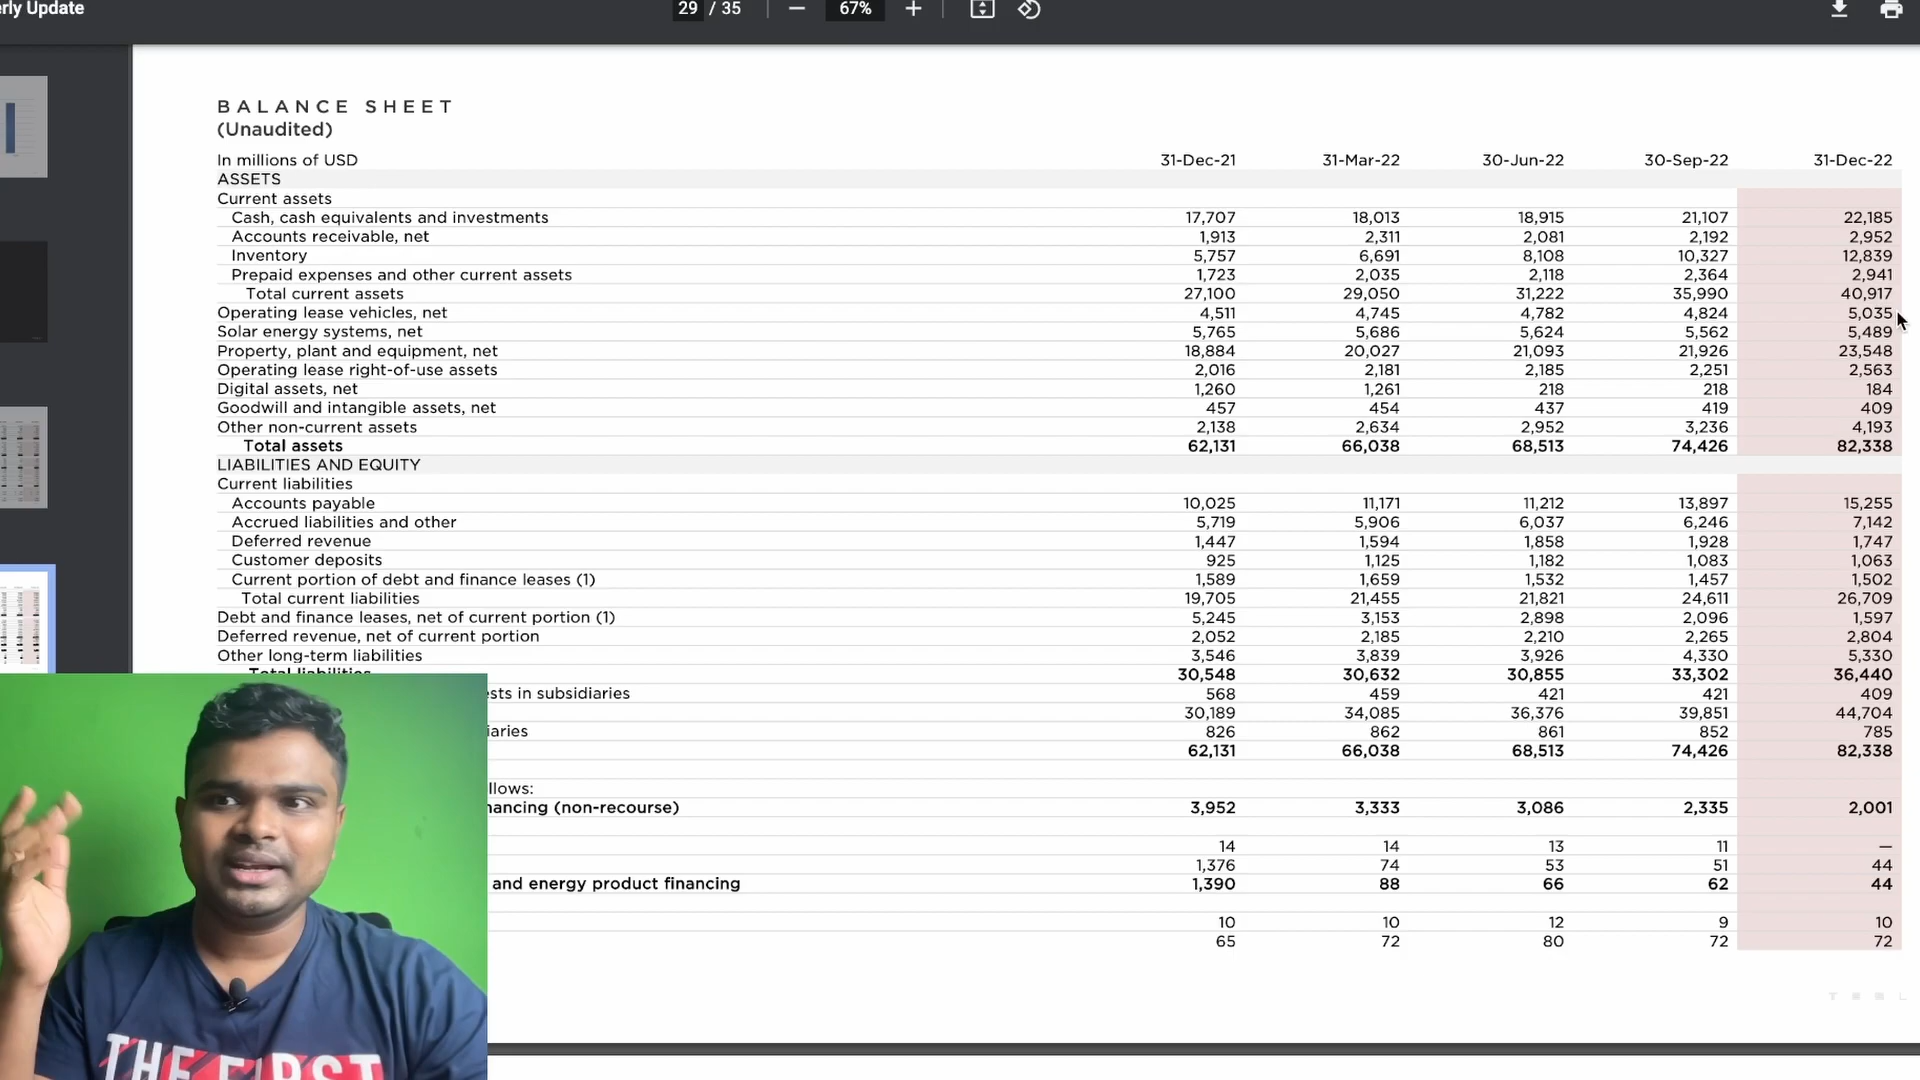 erly Update
29 / 35
67%
BALANCE SHEET
(Unaudited)
In millions of USD 31-Dec-21 31-Mar-22 30-Jun-22 30-Sep-22 31-Dec-22
ASSETS
Current assets
Cash, cash equivalents and investments 17,707 18,013 18,915 21,107 22,185
Accounts receivable, net 1,913 2,311 2,081 2,192 2,952
Inventory 5,757 6,691 8,108 10,327 12,839
Prepaid expenses and other current assets 1,723 2,035 2,118 2,364 2,941
Total current assets 27,100 29,050 31,222 35,990 40,917
Operating lease vehicles, net 4,511 4,745 4,782 4,824 5,035
Solar energy systems, net 5,765 5,686 5,624 5,562 5,489
Property, plant and equipment, net 18,884 20,027 21,093 21,926 23,548
Operating lease right-of-use assets 2,016 2,181 2,185 2,251 2,563
Digital assets, net 1,260 1,261 218 218 184
Goodwill and intangible assets, net 457 454 437 419 409
Other non-current assets 2,138 2,634 2,952 3,236 4,193
Total assets 62,131 66,038 68,513 74,426 82,338
LIABILITIES AND EQUITY
Current liabilities
Accounts payable 10,025 11,171 11,212 13,897 15,255
Accrued liabilities and other 5,719 5,906 6,037 6,246 7,142
Deferred revenue 1,447 1,594 1,858 1,928 1,747
Customer deposits 925 1,125 1,182 1,083 1,063
Current portion of debt and finance leases (1) 1,589 1,659 1,532 1,457 1,502
Total current liabilities 19,705 21,455 21,821 24,611 26,709
Debt and finance leases, net of current portion (1) 5,245 3,153 2,898 2,096 1,597
Deferred revenue, net of current portion 2,052 2,185 2,210 2,265 2,804
Other long-term liabilities 3,546 3,839 3,926 4,330 5,330
Total liabilities 30,548 30,632 30,855 33,302 36,440
ests in subsidiaries 568 459 421 421 409
30,189 34,085 36,376 39,851 44,704
iaries 826 862 861 852 785
62,131 66,038 68,513 74,426 82,338
llows:
nancing (non-recourse) 3,952 3,333 3,086 2,335 2,001
14 14 13 11 —
1,376 74 53 51 44
and energy product financing 1,390 88 66 62 44
10 10 12 9 10
65 72 80 72 72
THE FIRST